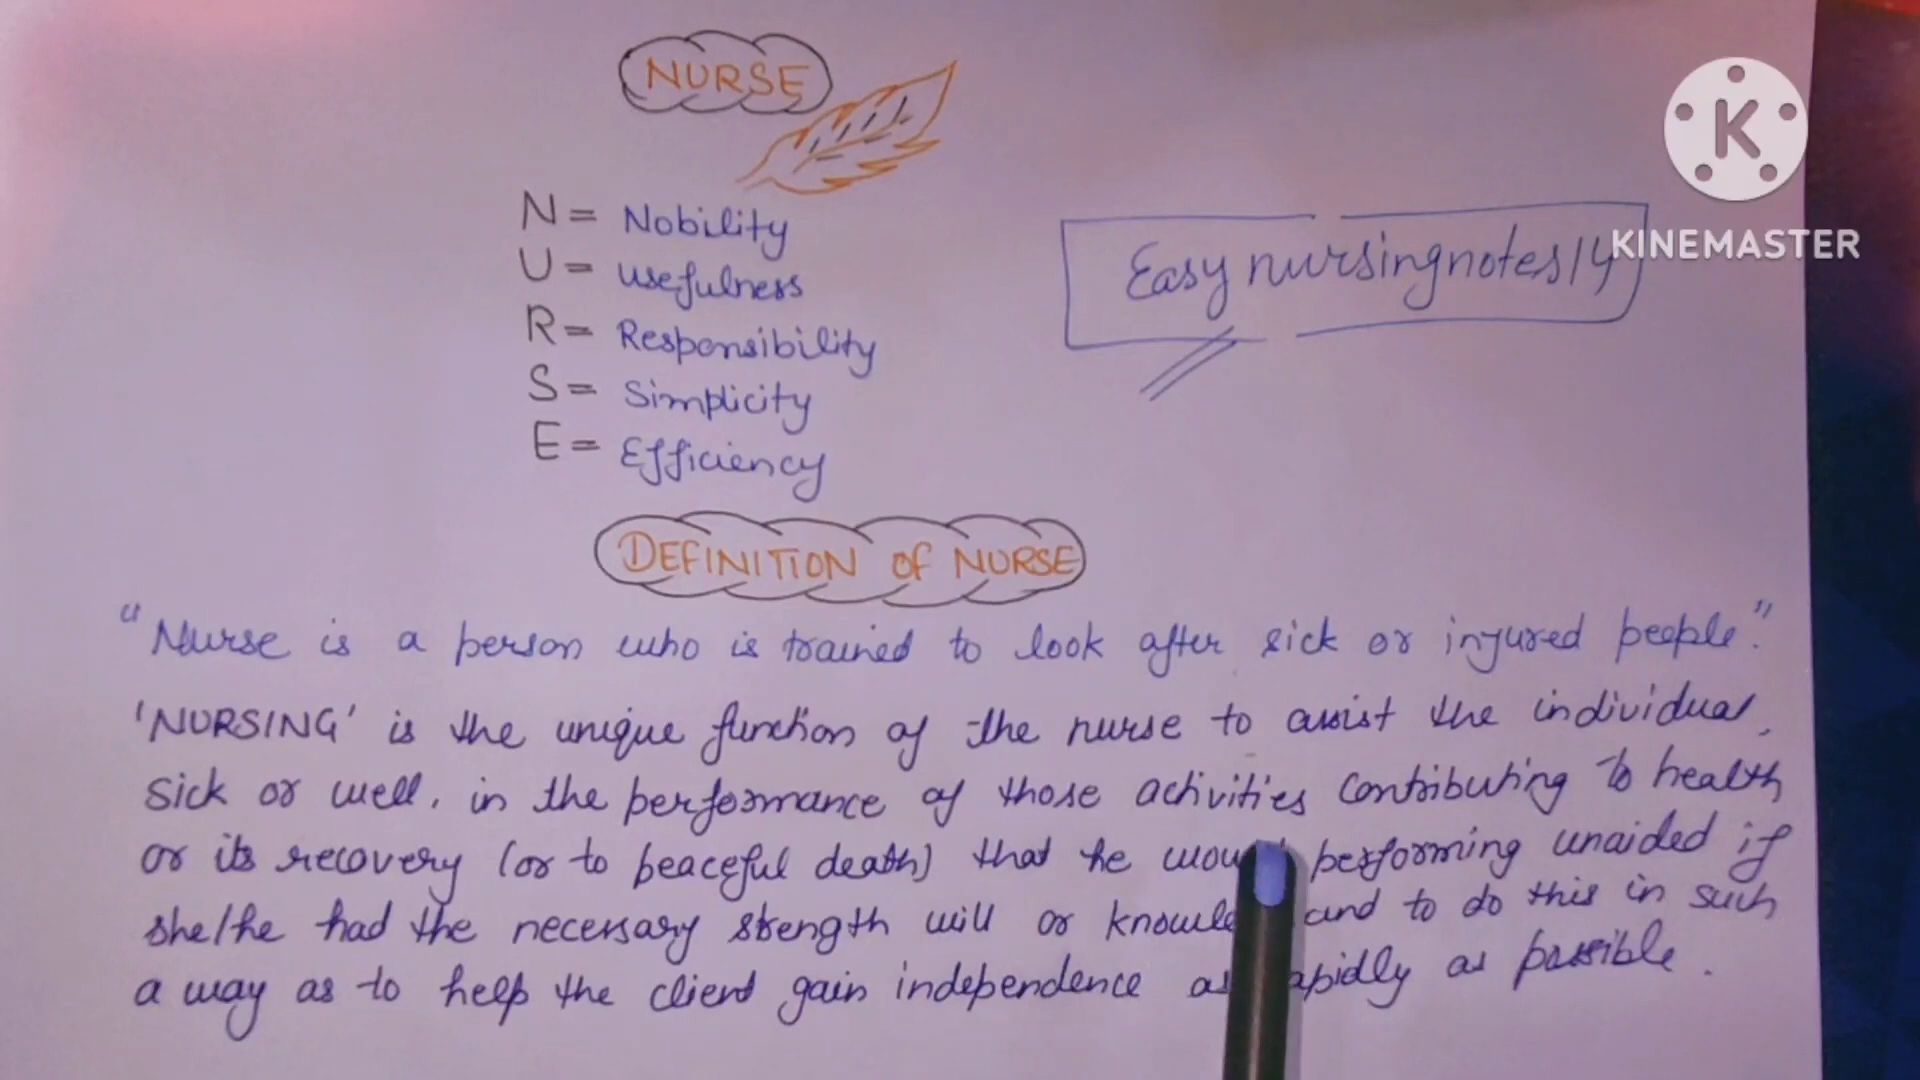 NURSE
N = Nobility
U = Usefulness
R = Responsibility
S = Simplicity
E = Efficiency
Easy nursingnotes14
K
KINEMASTER
DEFINITION OF NURSE
"Nurse is a person who is trained to look after sick or injured people".
'NURSING' is the unique function of the nurse to assist the individual,
sick or well, in the performance of those activities contributing to health
or its recovery (or to peaceful death) that he performing unaided if
she/he had the necessary strength will or and to do this in such
a way as to help the client gain independence as possible.